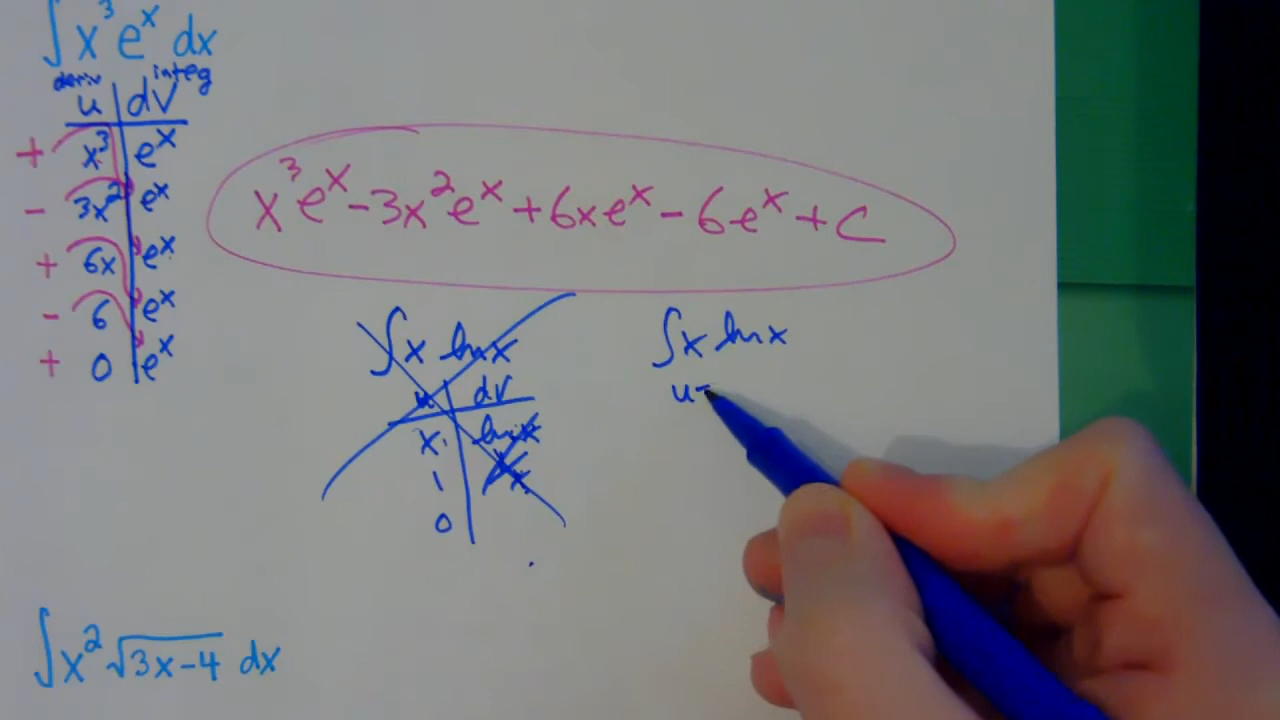 ∫x³eˣ dx
deriv integ
u dv
+ x³ eˣ
- 3x² eˣ
+ 6x eˣ
- 6 eˣ
+ 0 eˣ
x³eˣ-3x²eˣ+6xeˣ-6eˣ+C
∫x lnx
u dv
x lnx
1
0
∫x lnx
u=
∫x²√(3x-4) dx